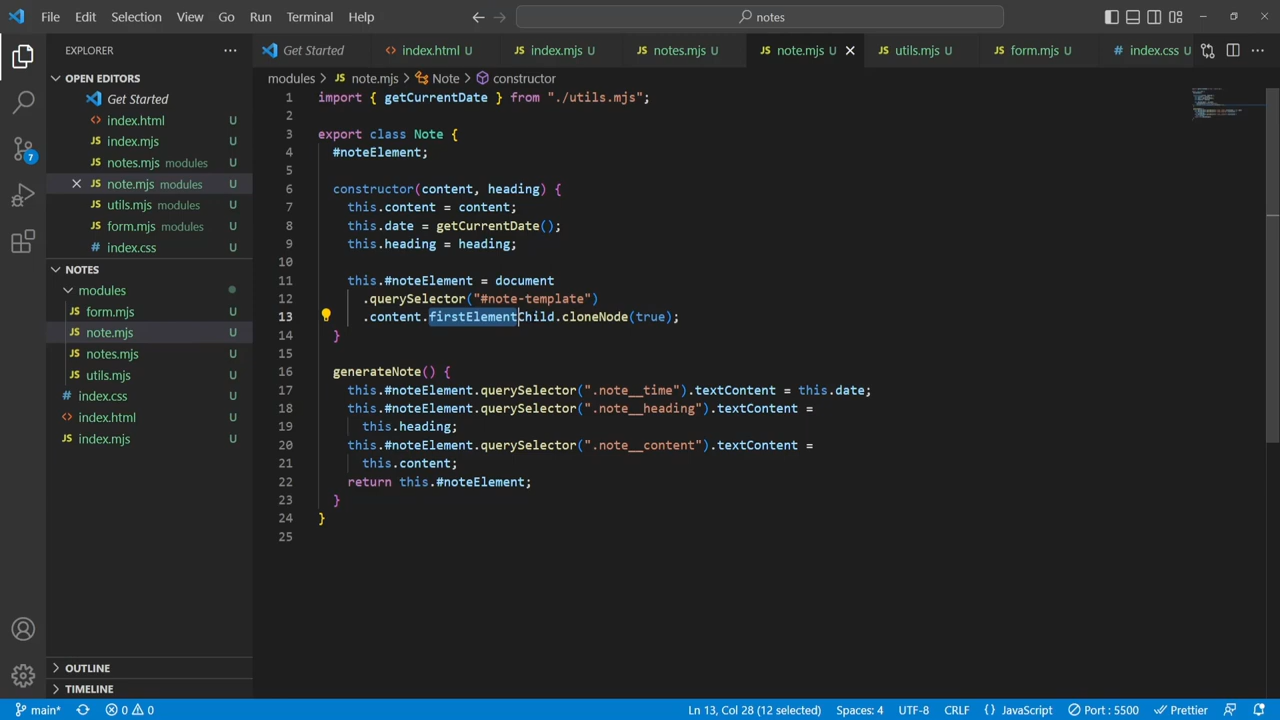 File Edit Selection View Go Run Terminal Help notes
EXPLORER
OPEN EDITORS
Get Started
index.html U
index.mjs U
notes.mjs modules U
note.mjs modules U
utils.mjs modules U
form.mjs modules U
index.css U
NOTES
modules
form.mjs U
note.mjs U
notes.mjs U
utils.mjs U
index.css U
index.html U
index.mjs U
OUTLINE
TIMELINE
7
Get Started index.html U index.mjs U notes.mjs U note.mjs U utils.mjs U form.mjs U index.css U
modules > JS note.mjs > Note > constructor
1 import { getCurrentDate } from "./utils.mjs";
2
3 export class Note {
4 #noteElement;
5
6 constructor(content, heading) {
7 this.content = content;
8 this.date = getCurrentDate();
9 this.heading = heading;
10
11 this.#noteElement = document
12 .querySelector("#note-template")
13 .content.firstElementChild.cloneNode(true);
14 }
15
16 generateNote() {
17 this.#noteElement.querySelector(".note__time").textContent = this.date;
18 this.#noteElement.querySelector(".note__heading").textContent =
19 this.heading;
20 this.#noteElement.querySelector(".note__content").textContent =
21 this.content;
22 return this.#noteElement;
23 }
24 }
25
main* 0 0 Ln 13, Col 28 (12 selected) Spaces: 4 UTF-8 CRLF {} JavaScript Port : 5500 Prettier